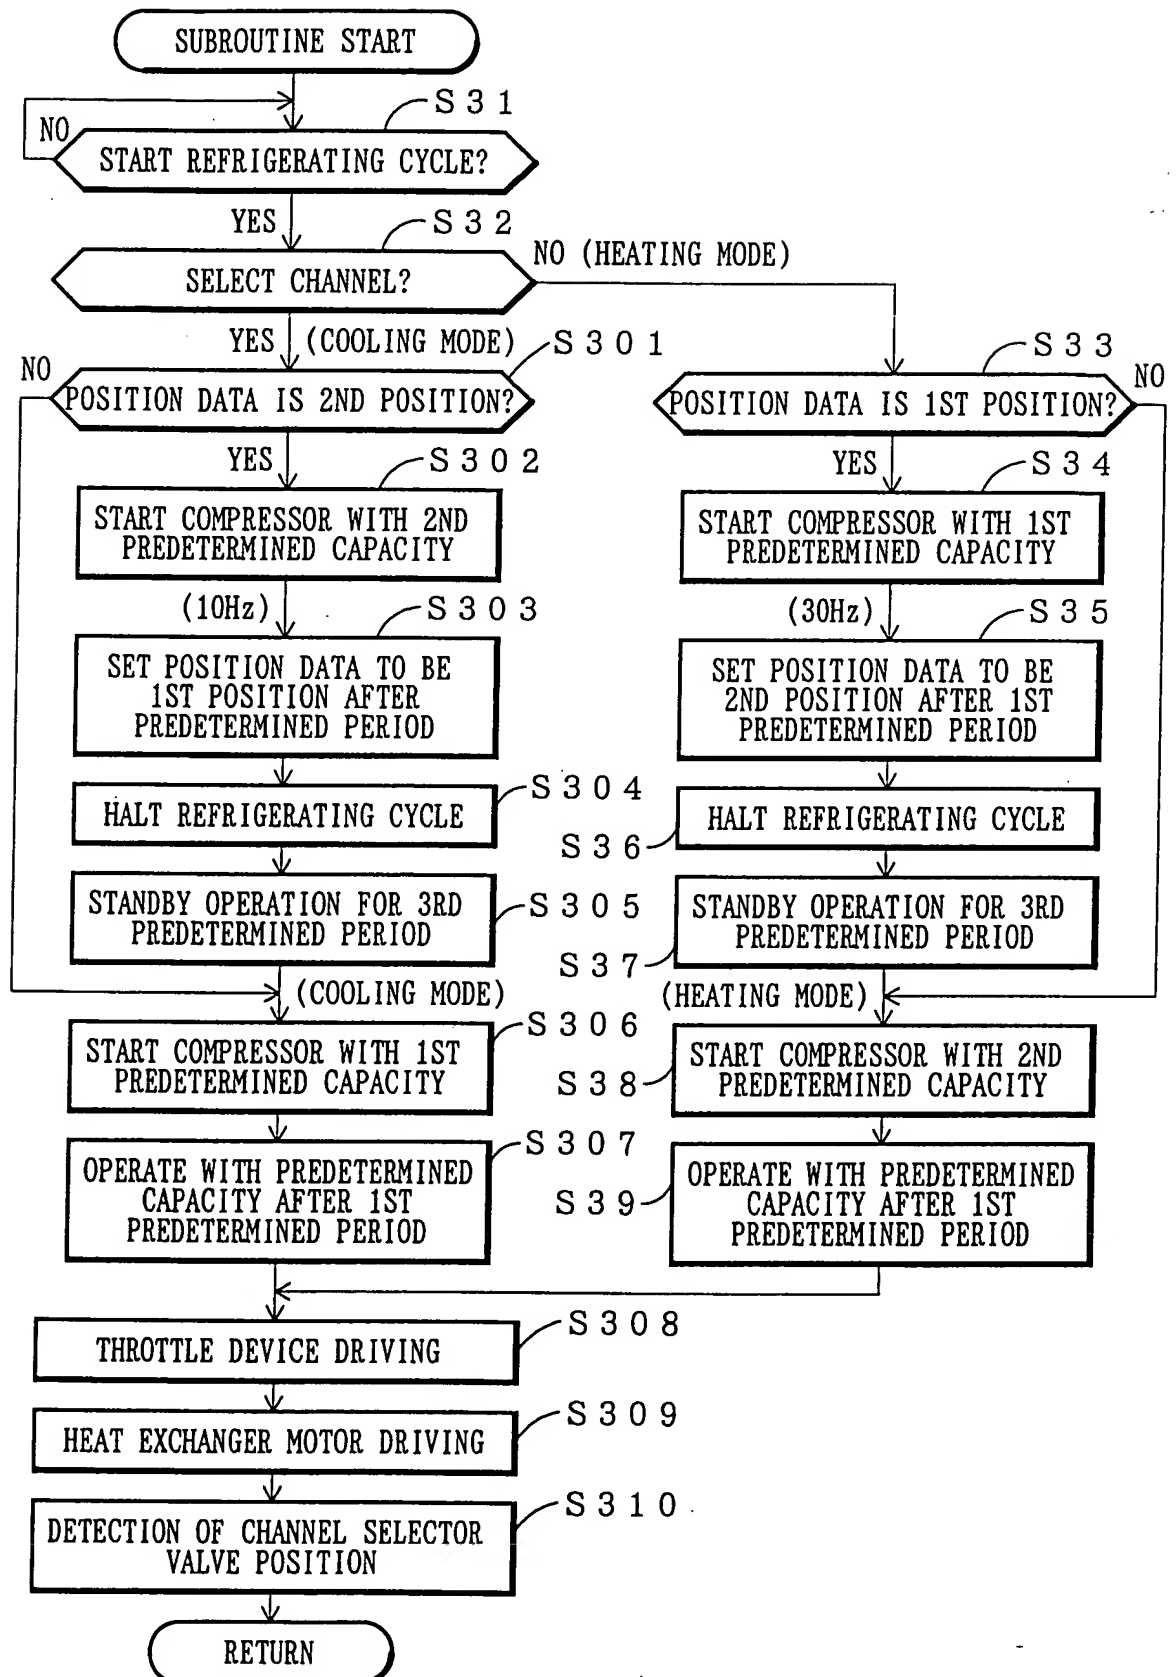 SUBROUTINE START
S31
NO
START REFRIGERATING CYCLE?
YES
S32
NO (HEATING MODE)
SELECT CHANNEL?
YES (COOLING MODE)
S301
S33
NO
NO
POSITION DATA IS 2ND POSITION?
POSITION DATA IS 1ST POSITION?
YES
S302
YES
S34
START COMPRESSOR WITH 2ND
PREDETERMINED CAPACITY
START COMPRESSOR WITH 1ST
PREDETERMINED CAPACITY
(10Hz)
S303
(30Hz)
S35
SET POSITION DATA TO BE
1ST POSITION AFTER
PREDETERMINED PERIOD
SET POSITION DATA TO BE
2ND POSITION AFTER 1ST
PREDETERMINED PERIOD
S304
HALT REFRIGERATING CYCLE
HALT REFRIGERATING CYCLE
S36
STANDBY OPERATION FOR 3RD
PREDETERMINED PERIOD
S305
STANDBY OPERATION FOR 3RD
PREDETERMINED PERIOD
S37
(COOLING MODE)
(HEATING MODE)
S306
START COMPRESSOR WITH 1ST
PREDETERMINED CAPACITY
START COMPRESSOR WITH 2ND
PREDETERMINED CAPACITY
S38
S307
OPERATE WITH PREDETERMINED
CAPACITY AFTER 1ST
PREDETERMINED PERIOD
OPERATE WITH PREDETERMINED
CAPACITY AFTER 1ST
PREDETERMINED PERIOD
S39
S308
THROTTLE DEVICE DRIVING
S309
HEAT EXCHANGER MOTOR DRIVING
S310
DETECTION OF CHANNEL SELECTOR
VALVE POSITION
RETURN